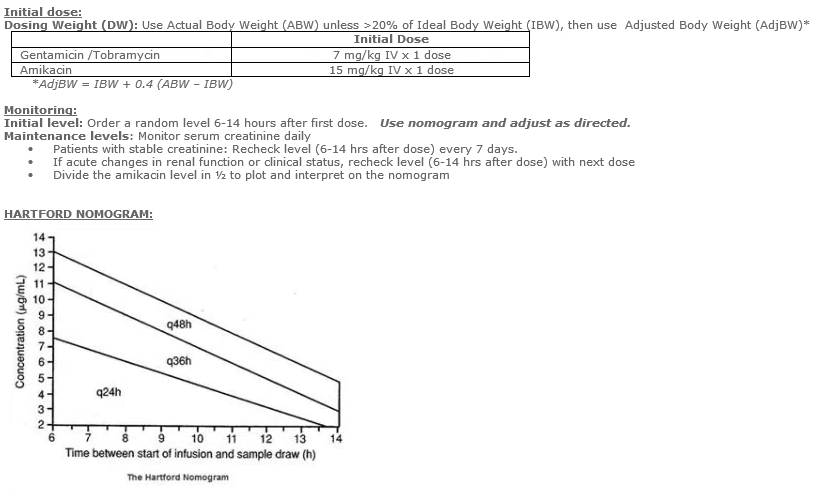 Initial dose:
Dosing Weight (DW): Use Actual Body Weight (ABW) unless >20% of Ideal Body Weight (IBW), then use Adjusted Body Weight (AdjBW)*
Initial Dose
Gentamicin /Tobramycin 7 mg/kg IV x 1 dose
Amikacin 15 mg/kg IV x 1 dose
*AdjBW = IBW + 0.4 (ABW – IBW)
Monitoring:
Initial level: Order a random level 6-14 hours after first dose. Use nomogram and adjust as directed.
Maintenance levels: Monitor serum creatinine daily
• Patients with stable creatinine: Recheck level (6-14 hrs after dose) every 7 days.
• If acute changes in renal function or clinical status, recheck level (6-14 hrs after dose) with next dose
• Divide the amikacin level in ½ to plot and interpret on the nomogram
HARTFORD NOMOGRAM:
Concentration (µg/mL)
14
13
12
11
10
9
8
7
6
5
4
3
2
q48h
q36h
q24h
6 7 8 9 10 11 12 13 14
Time between start of infusion and sample draw (h)
The Hartford Nomogram